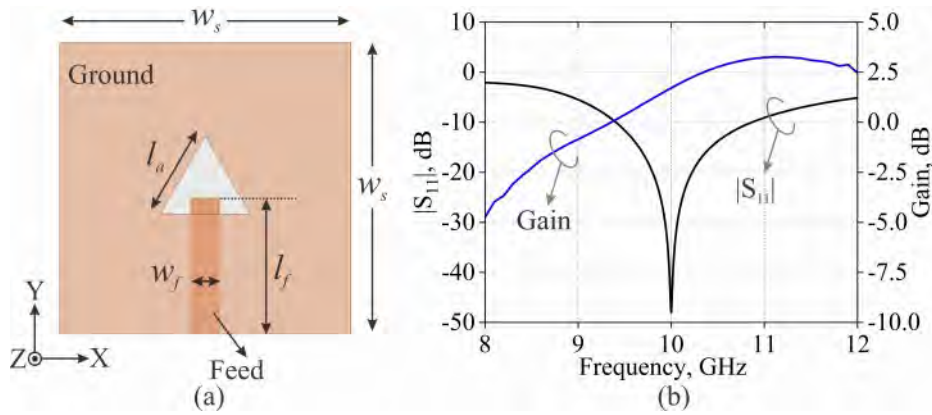 w_s
Ground
l_a
w_s
w_f
l_f
Y
Z
X
Feed
(a)
10
0
-10
-20
-30
-40
-50
|S₁₁|, dB
5.0
2.5
0.0
-2.5
-5.0
-7.5
-10.0
Gain, dB
Gain
|S₁₁|
8
9
10
11
12
Frequency, GHz
(b)